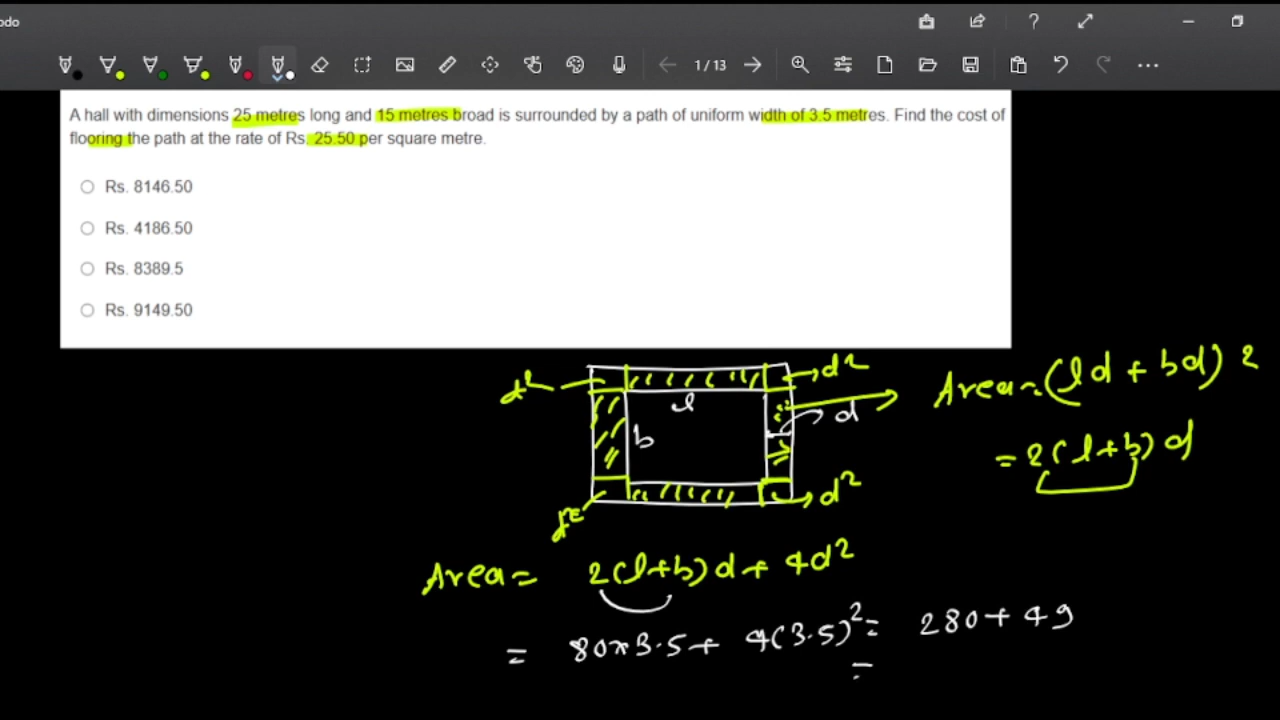 odo
?
1 / 13
A hall with dimensions 25 metres long and 15 metres broad is surrounded by a path of uniform width of 3.5 metres. Find the cost of
flooring the path at the rate of Rs. 25.50 per square metre.
Rs. 8146.50
Rs. 4186.50
Rs. 8389.5
Rs. 9149.50
d² d²
l
b d
d² d²
Area = (ld + bd) 2
= 2(l+b) d
Area = 2(l+b) d + 4d²
= 80×3.5 + 4(3.5)² = 280 + 49
=